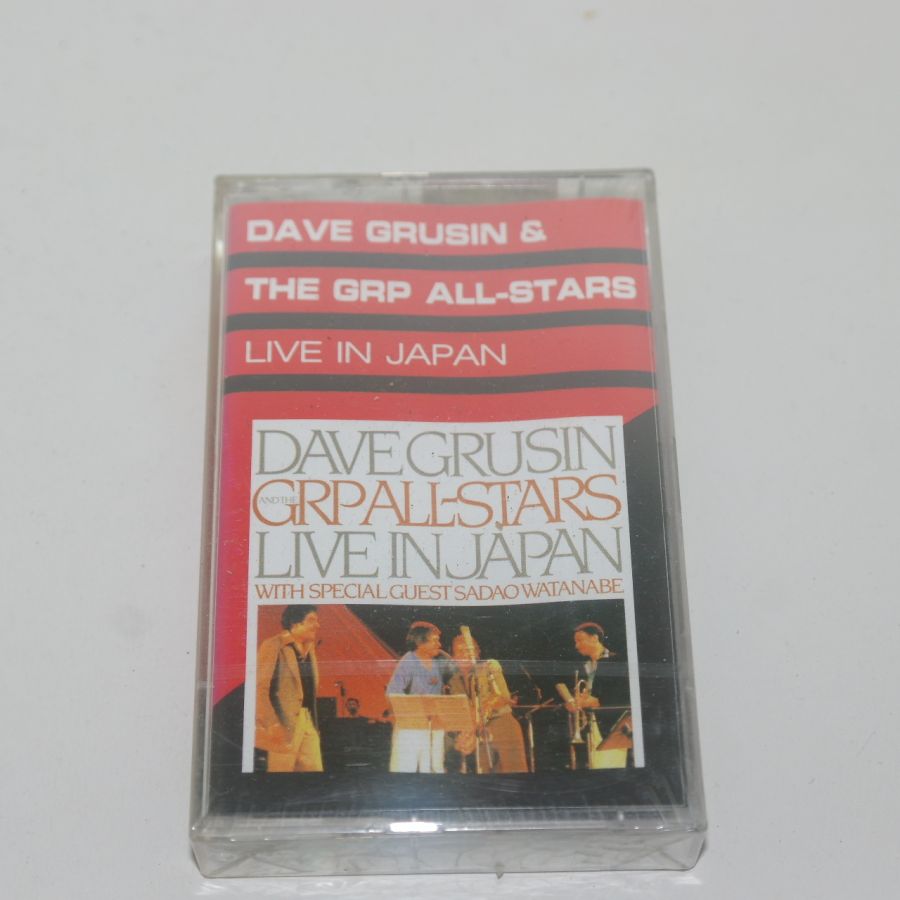 DAVE GRUSIN &
THE GRP ALL-STARS
LIVE IN JAPAN
DAVE GRUSIN
AND THE GRP ALL-STARS
LIVE IN JAPAN
WITH SPECIAL GUEST SADAO WATANABE